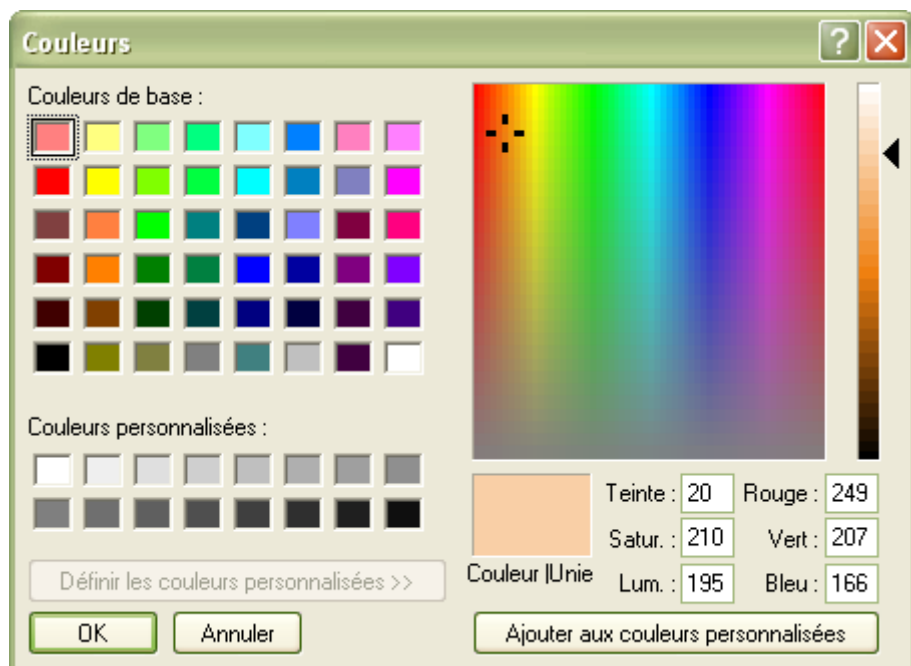 Couleurs
Couleurs de base :
Couleurs personnalisées :
Définir les couleurs personnalisées >>
OK Annuler
Couleur |Unie
Teinte : 20 Rouge : 249
Satur. : 210 Vert : 207
Lum. : 195 Bleu : 166
Ajouter aux couleurs personnalisées